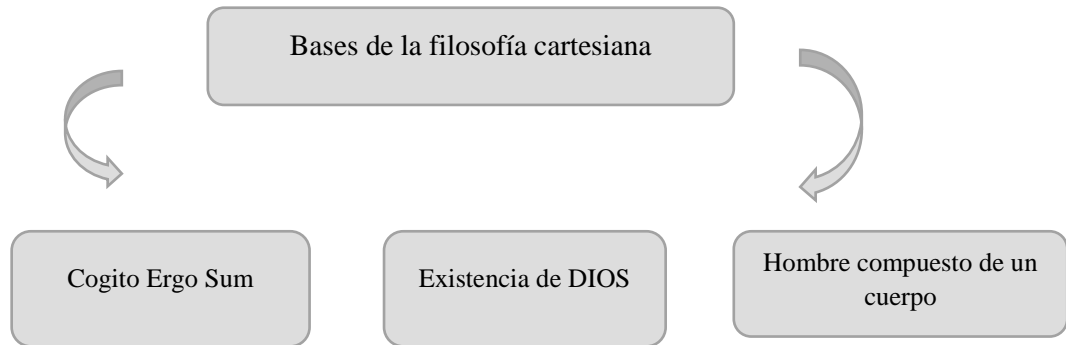 Bases de la filosofía cartesiana
Cogito Ergo Sum
Existencia de DIOS
Hombre compuesto de un
cuerpo